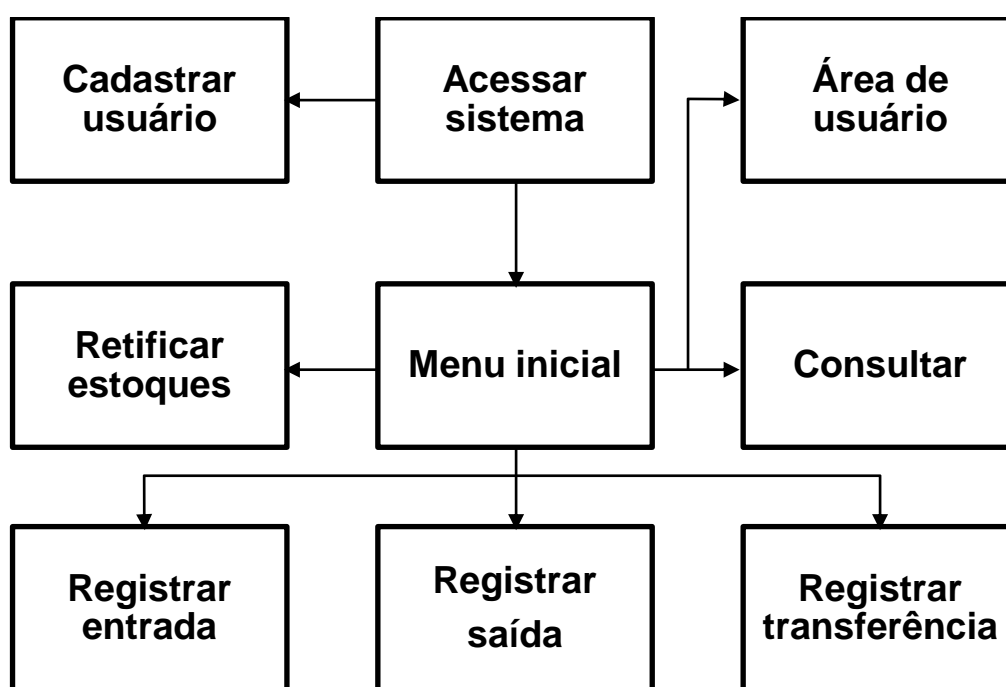 Cadastrar
usuário
Acessar
sistema
Área de
usuário
Retificar
estoques
Menu inicial
Consultar
Registrar
entrada
Registrar
saída
Registrar
transferência